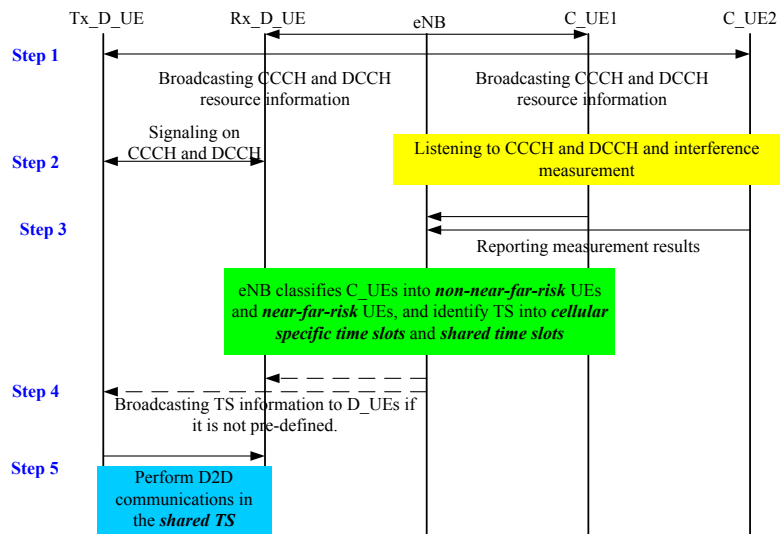 Tx_D_UE Rx_D_UE eNB C_UE1 C_UE2
Step 1
Broadcasting CCCH and DCCH
resource information
Broadcasting CCCH and DCCH
resource information
Signaling on
CCCH and DCCH
Step 2
Listening to CCCH and DCCH and interference
measurement
Step 3
Reporting measurement results
eNB classifies C_UEs into non-near-far-risk UEs
and near-far-risk UEs, and identify TS into cellular
specific time slots and shared time slots
Step 4
Broadcasting TS information to D_UEs if
it is not pre-defined.
Step 5
Perform D2D
communications in
the shared TS